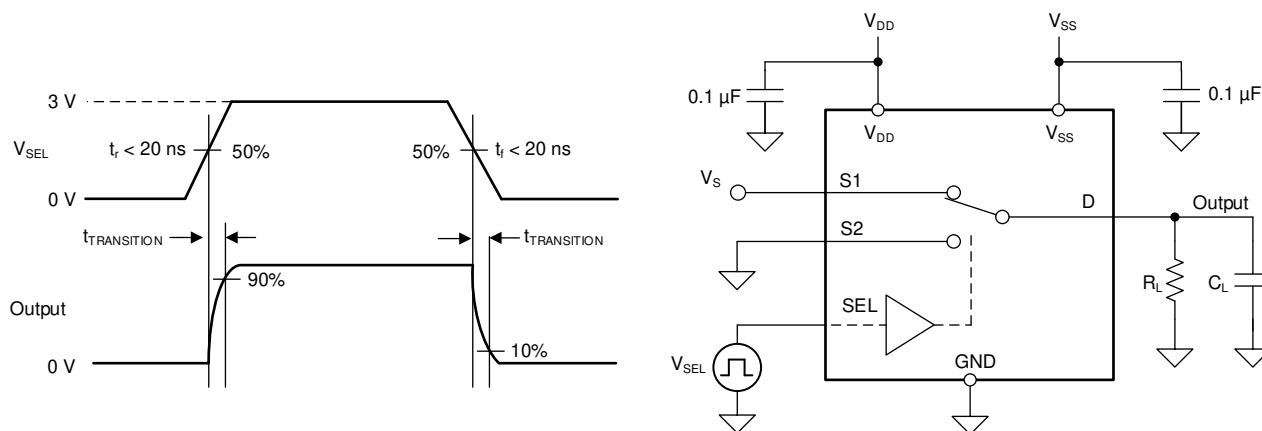 3 V
V_SEL
t_r < 20 ns
50%
50%
t_f < 20 ns
0 V
t_TRANSITION
t_TRANSITION
90%
Output
10%
0 V
V_DD
V_SS
0.1 µF
0.1 µF
V_DD
V_SS
V_S
S1
D
Output
S2
R_L
C_L
SEL
V_SEL
GND